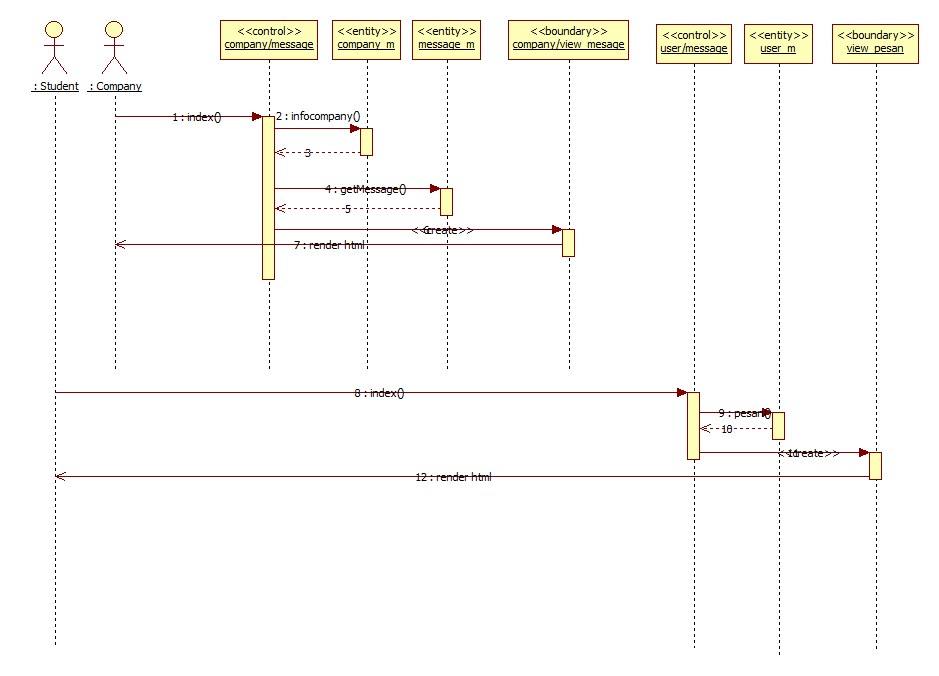 <<control>>
company/message
<<entity>>
company_m
<<entity>>
message_m
<<boundary>>
company/view_mesage
<<control>>
user/message
<<entity>>
user_m
<<boundary>>
view_pesan
: Student
: Company
1 : index()
2 : infocompany()
3
4 : getMessage()
5
6
<<create>>
7 : render html
8 : index()
9 : pesan()
10
11
<<create>>
12 : render html